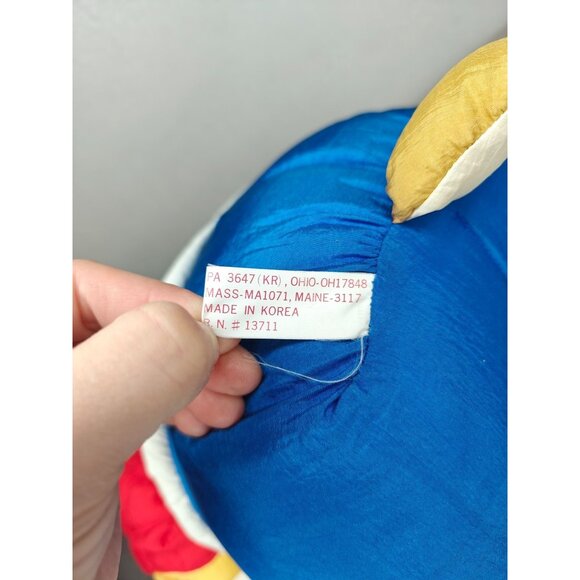 PA 3647 (KR), OHIO-OH17848
MASS-MA1071, MAINE-3117
MADE IN KOREA
R. N. # 13711